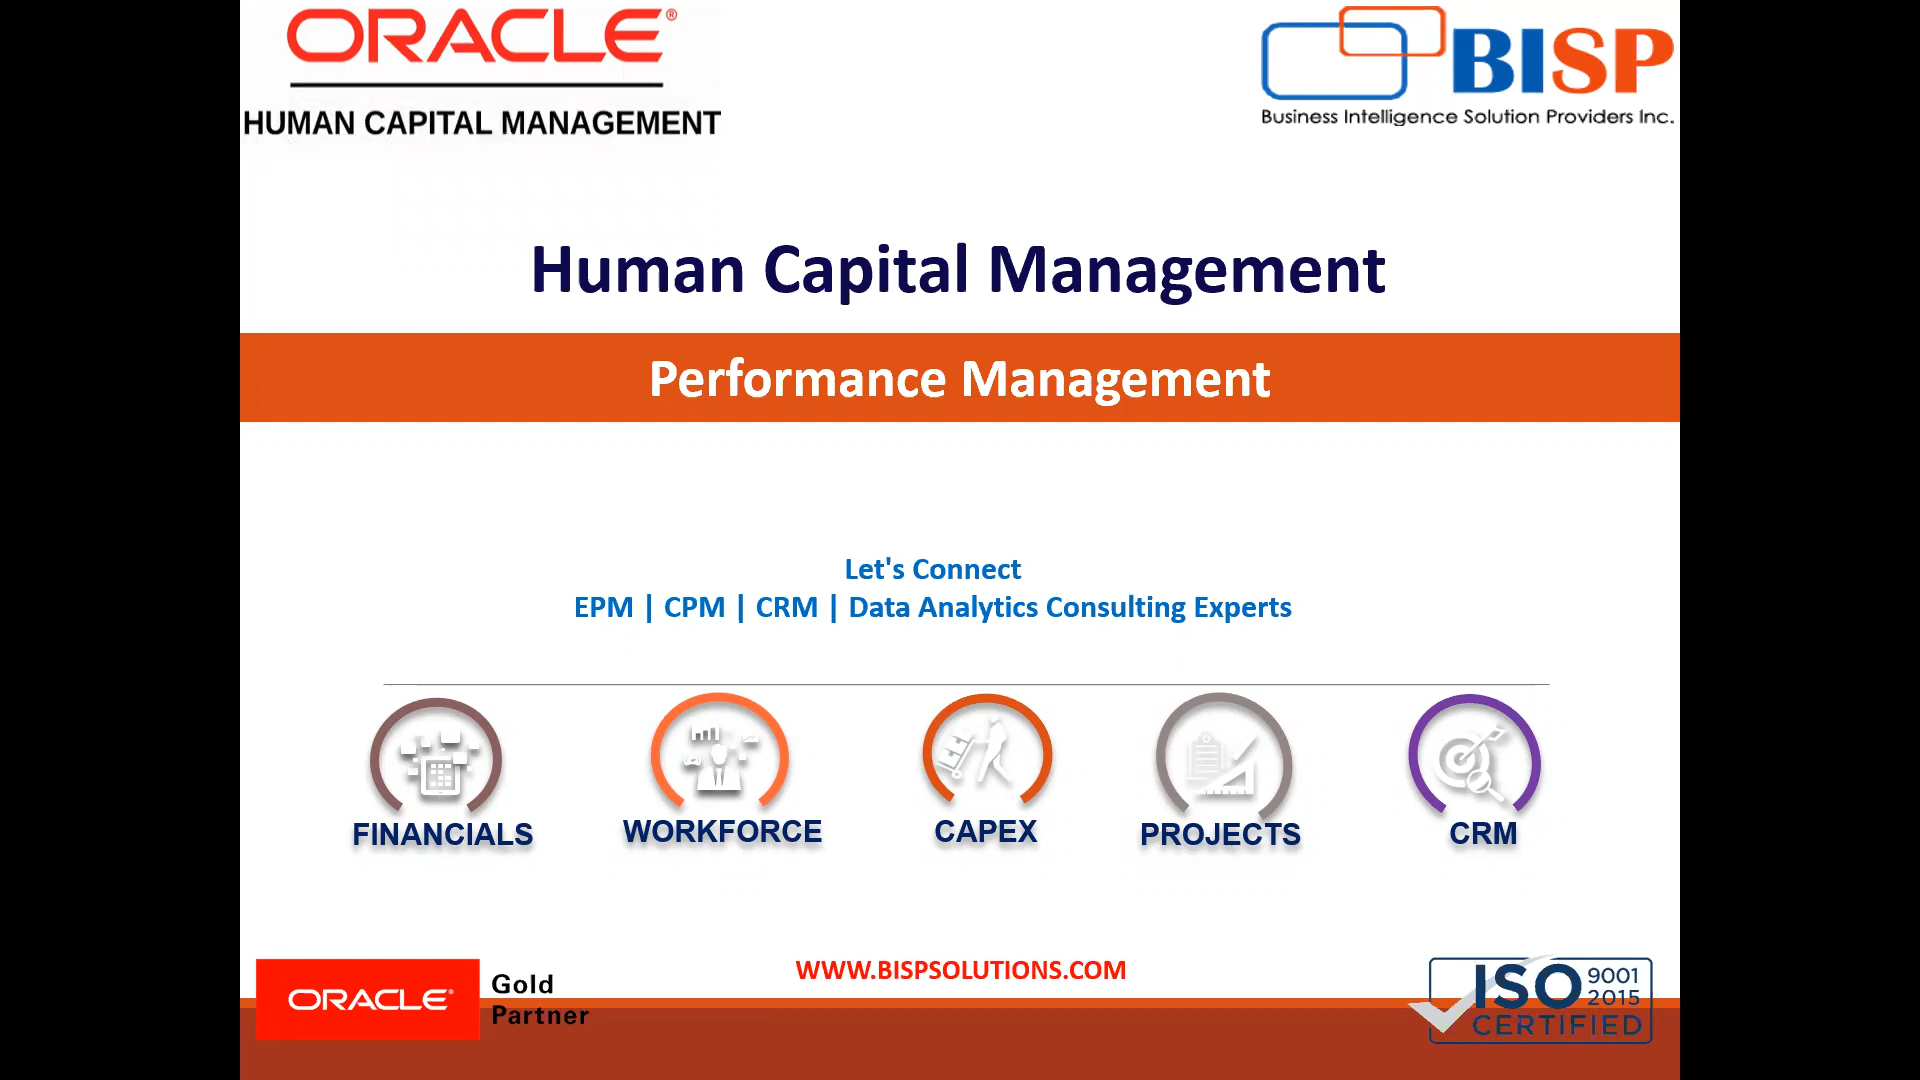 ORACLE®
HUMAN CAPITAL MANAGEMENT
BISP
Business Intelligence Solution Providers Inc.
Human Capital Management
Performance Management
Let's Connect
EPM | CPM | CRM | Data Analytics Consulting Experts
FINANCIALS
WORKFORCE
CAPEX
PROJECTS
CRM
ORACLE®
Gold
Partner
WWW.BISPSOLUTIONS.COM
ISO 9001
2015
CERTIFIED